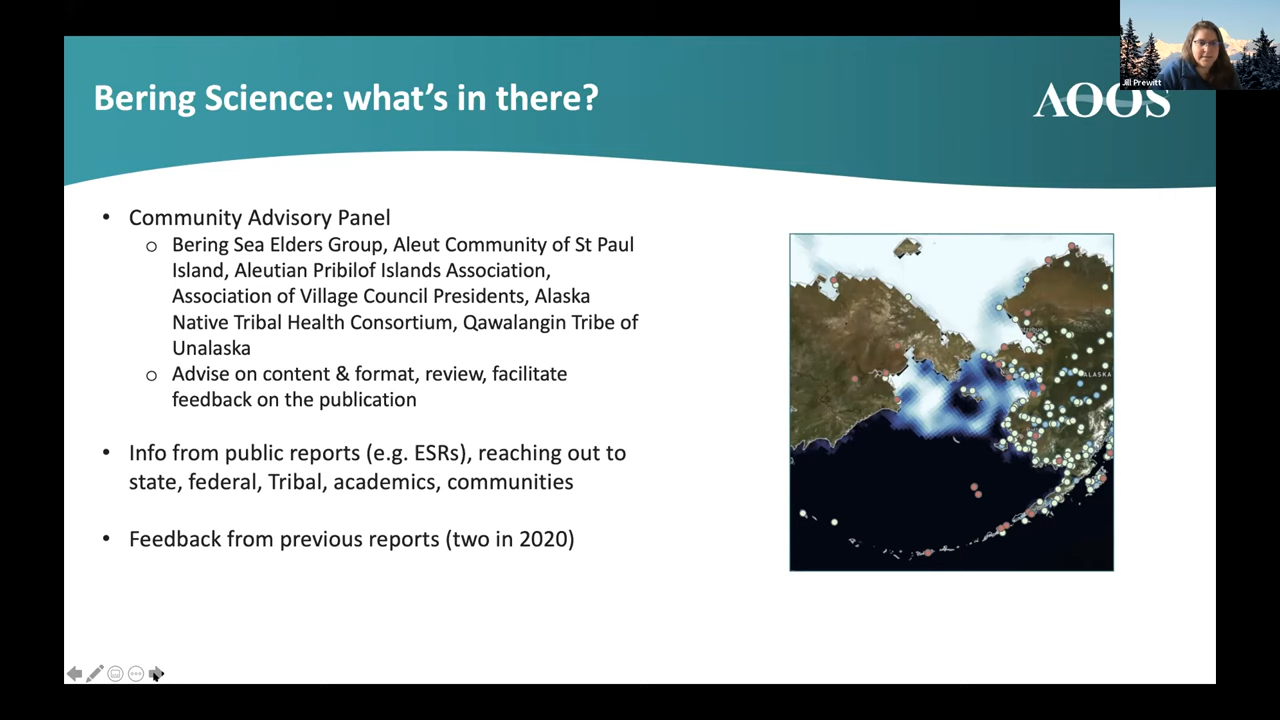 Jill Prewitt
Bering Science: what's in there?
AOOS
• Community Advisory Panel
o Bering Sea Elders Group, Aleut Community of St Paul
Island, Aleutian Pribilof Islands Association,
Association of Village Council Presidents, Alaska
Native Tribal Health Consortium, Qawalangin Tribe of
Unalaska
o Advise on content & format, review, facilitate
feedback on the publication
• Info from public reports (e.g. ESRs), reaching out to
state, federal, Tribal, academics, communities
• Feedback from previous reports (two in 2020)
ALASKA